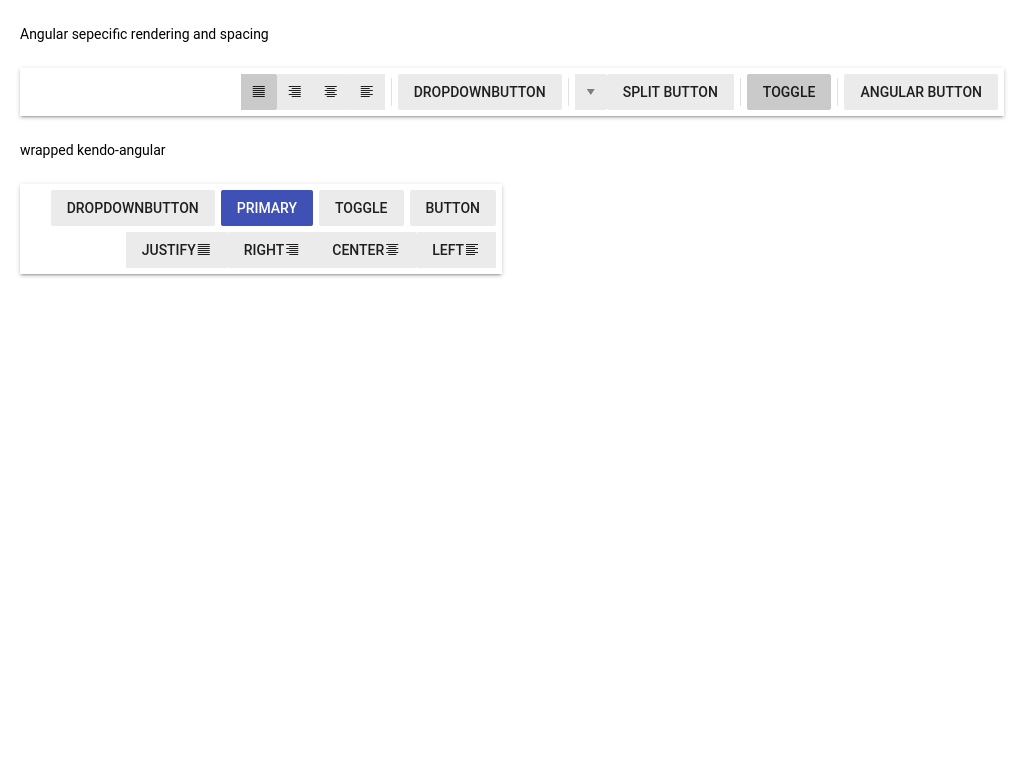 Angular sepecific rendering and spacing
DROPDOWNBUTTON SPLIT BUTTON TOGGLE ANGULAR BUTTON
wrapped kendo-angular
DROPDOWNBUTTON PRIMARY TOGGLE BUTTON
JUSTIFY RIGHT CENTER LEFT